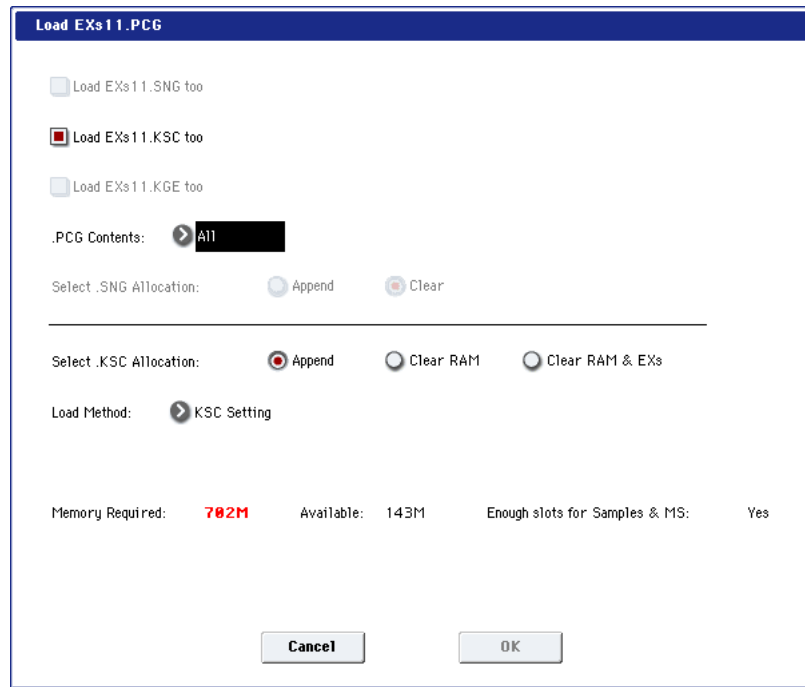 Load EXs11.PCG
Load EXs11.SNG too
Load EXs11.KSC too
Load EXs11.KGE too
.PCG Contents: All
Select .SNG Allocation: Append Clear
Select .KSC Allocation: Append Clear RAM Clear RAM & EXs
Load Method: KSC Setting
Memory Required: 702M Available: 143M Enough slots for Samples & MS: Yes
Cancel OK